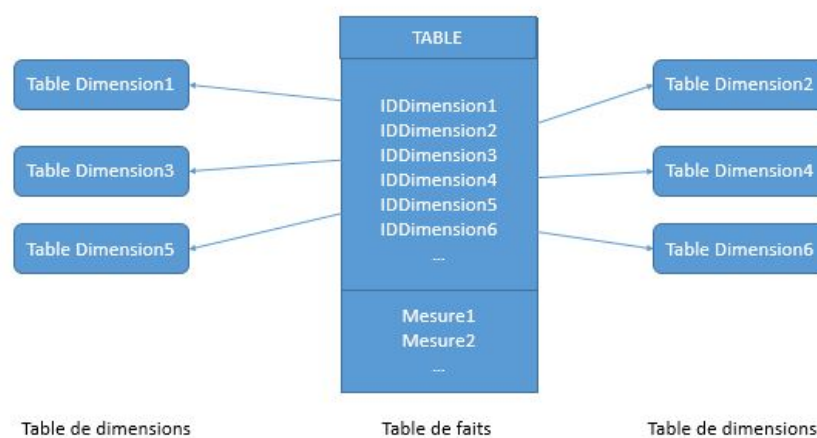 TABLE
Table Dimension1
Table Dimension3
Table Dimension5
IDDimension1
IDDimension2
IDDimension3
IDDimension4
IDDimension5
IDDimension6
...
Mesure1
Mesure2
...
Table Dimension2
Table Dimension4
Table Dimension6
Table de dimensions
Table de faits
Table de dimensions